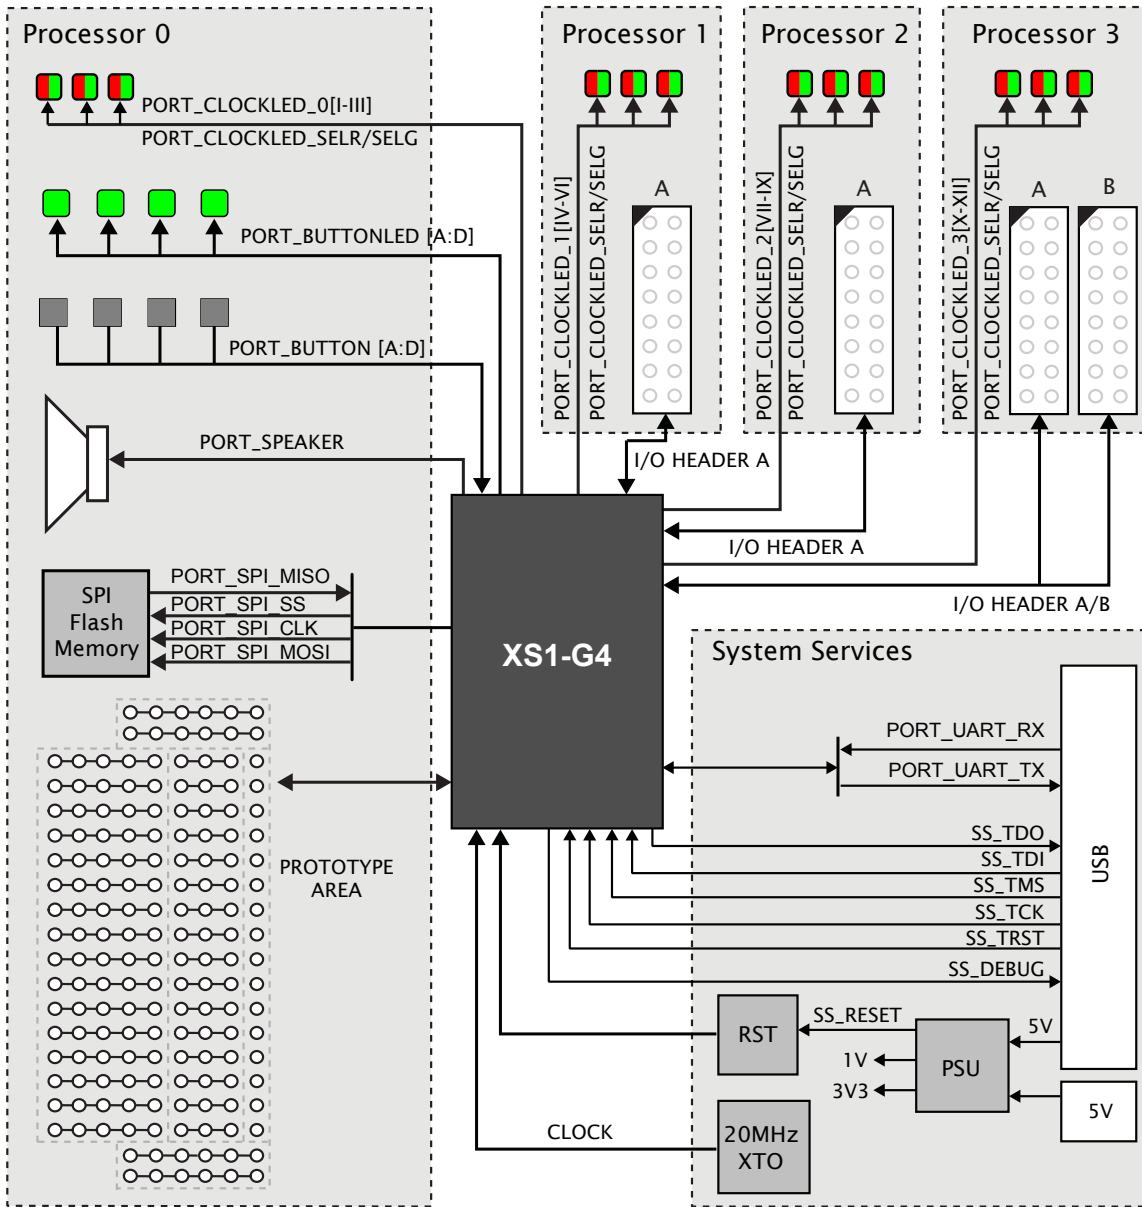 Processor 0
PORT_CLOCKLED_0[I-III]
PORT_CLOCKLED_SELR/SELG
PORT_BUTTONLED [A:D]
PORT_BUTTON [A:D]
PORT_SPEAKER
SPI
Flash
Memory
PORT_SPI_MISO
PORT_SPI_SS
PORT_SPI_CLK
PORT_SPI_MOSI
PROTOTYPE
AREA
Processor 1
PORT_CLOCKLED_1[IV-VI]
PORT_CLOCKLED_SELR/SELG
A
I/O HEADER A
Processor 2
PORT_CLOCKLED_2[VII-IX]
PORT_CLOCKLED_SELR/SELG
A
I/O HEADER A
Processor 3
PORT_CLOCKLED_3[X-XII]
PORT_CLOCKLED_SELR/SELG
A
B
I/O HEADER A/B
XS1-G4
System Services
PORT_UART_RX
PORT_UART_TX
SS_TDO
SS_TDI
SS_TMS
SS_TCK
SS_TRST
SS_DEBUG
USB
RST
SS_RESET
5V
1V
3V3
PSU
5V
CLOCK
20MHz
XTO